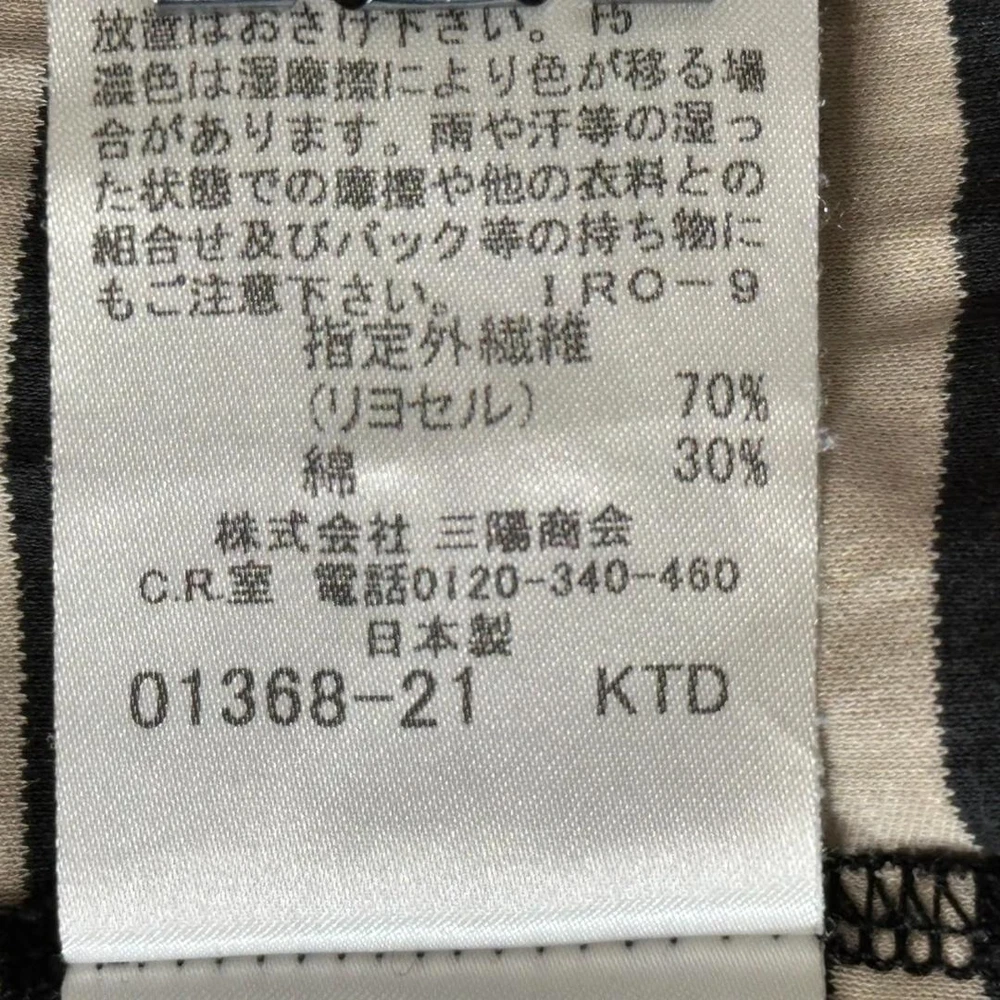 放置はおさけ下さい。 15
濃色は湿摩擦により色が移る場
合があります。雨や汗等の湿っ
た状態での摩擦や他の衣料との
組合せ及びバック等の持ち物に
もご注意下さい。 IRO-9
指定外繊維
(リヨセル) 70%
綿 30%
株式会社 三陽商会
C.R.室 電話0120-340-460
日本製
01368-21 KTD